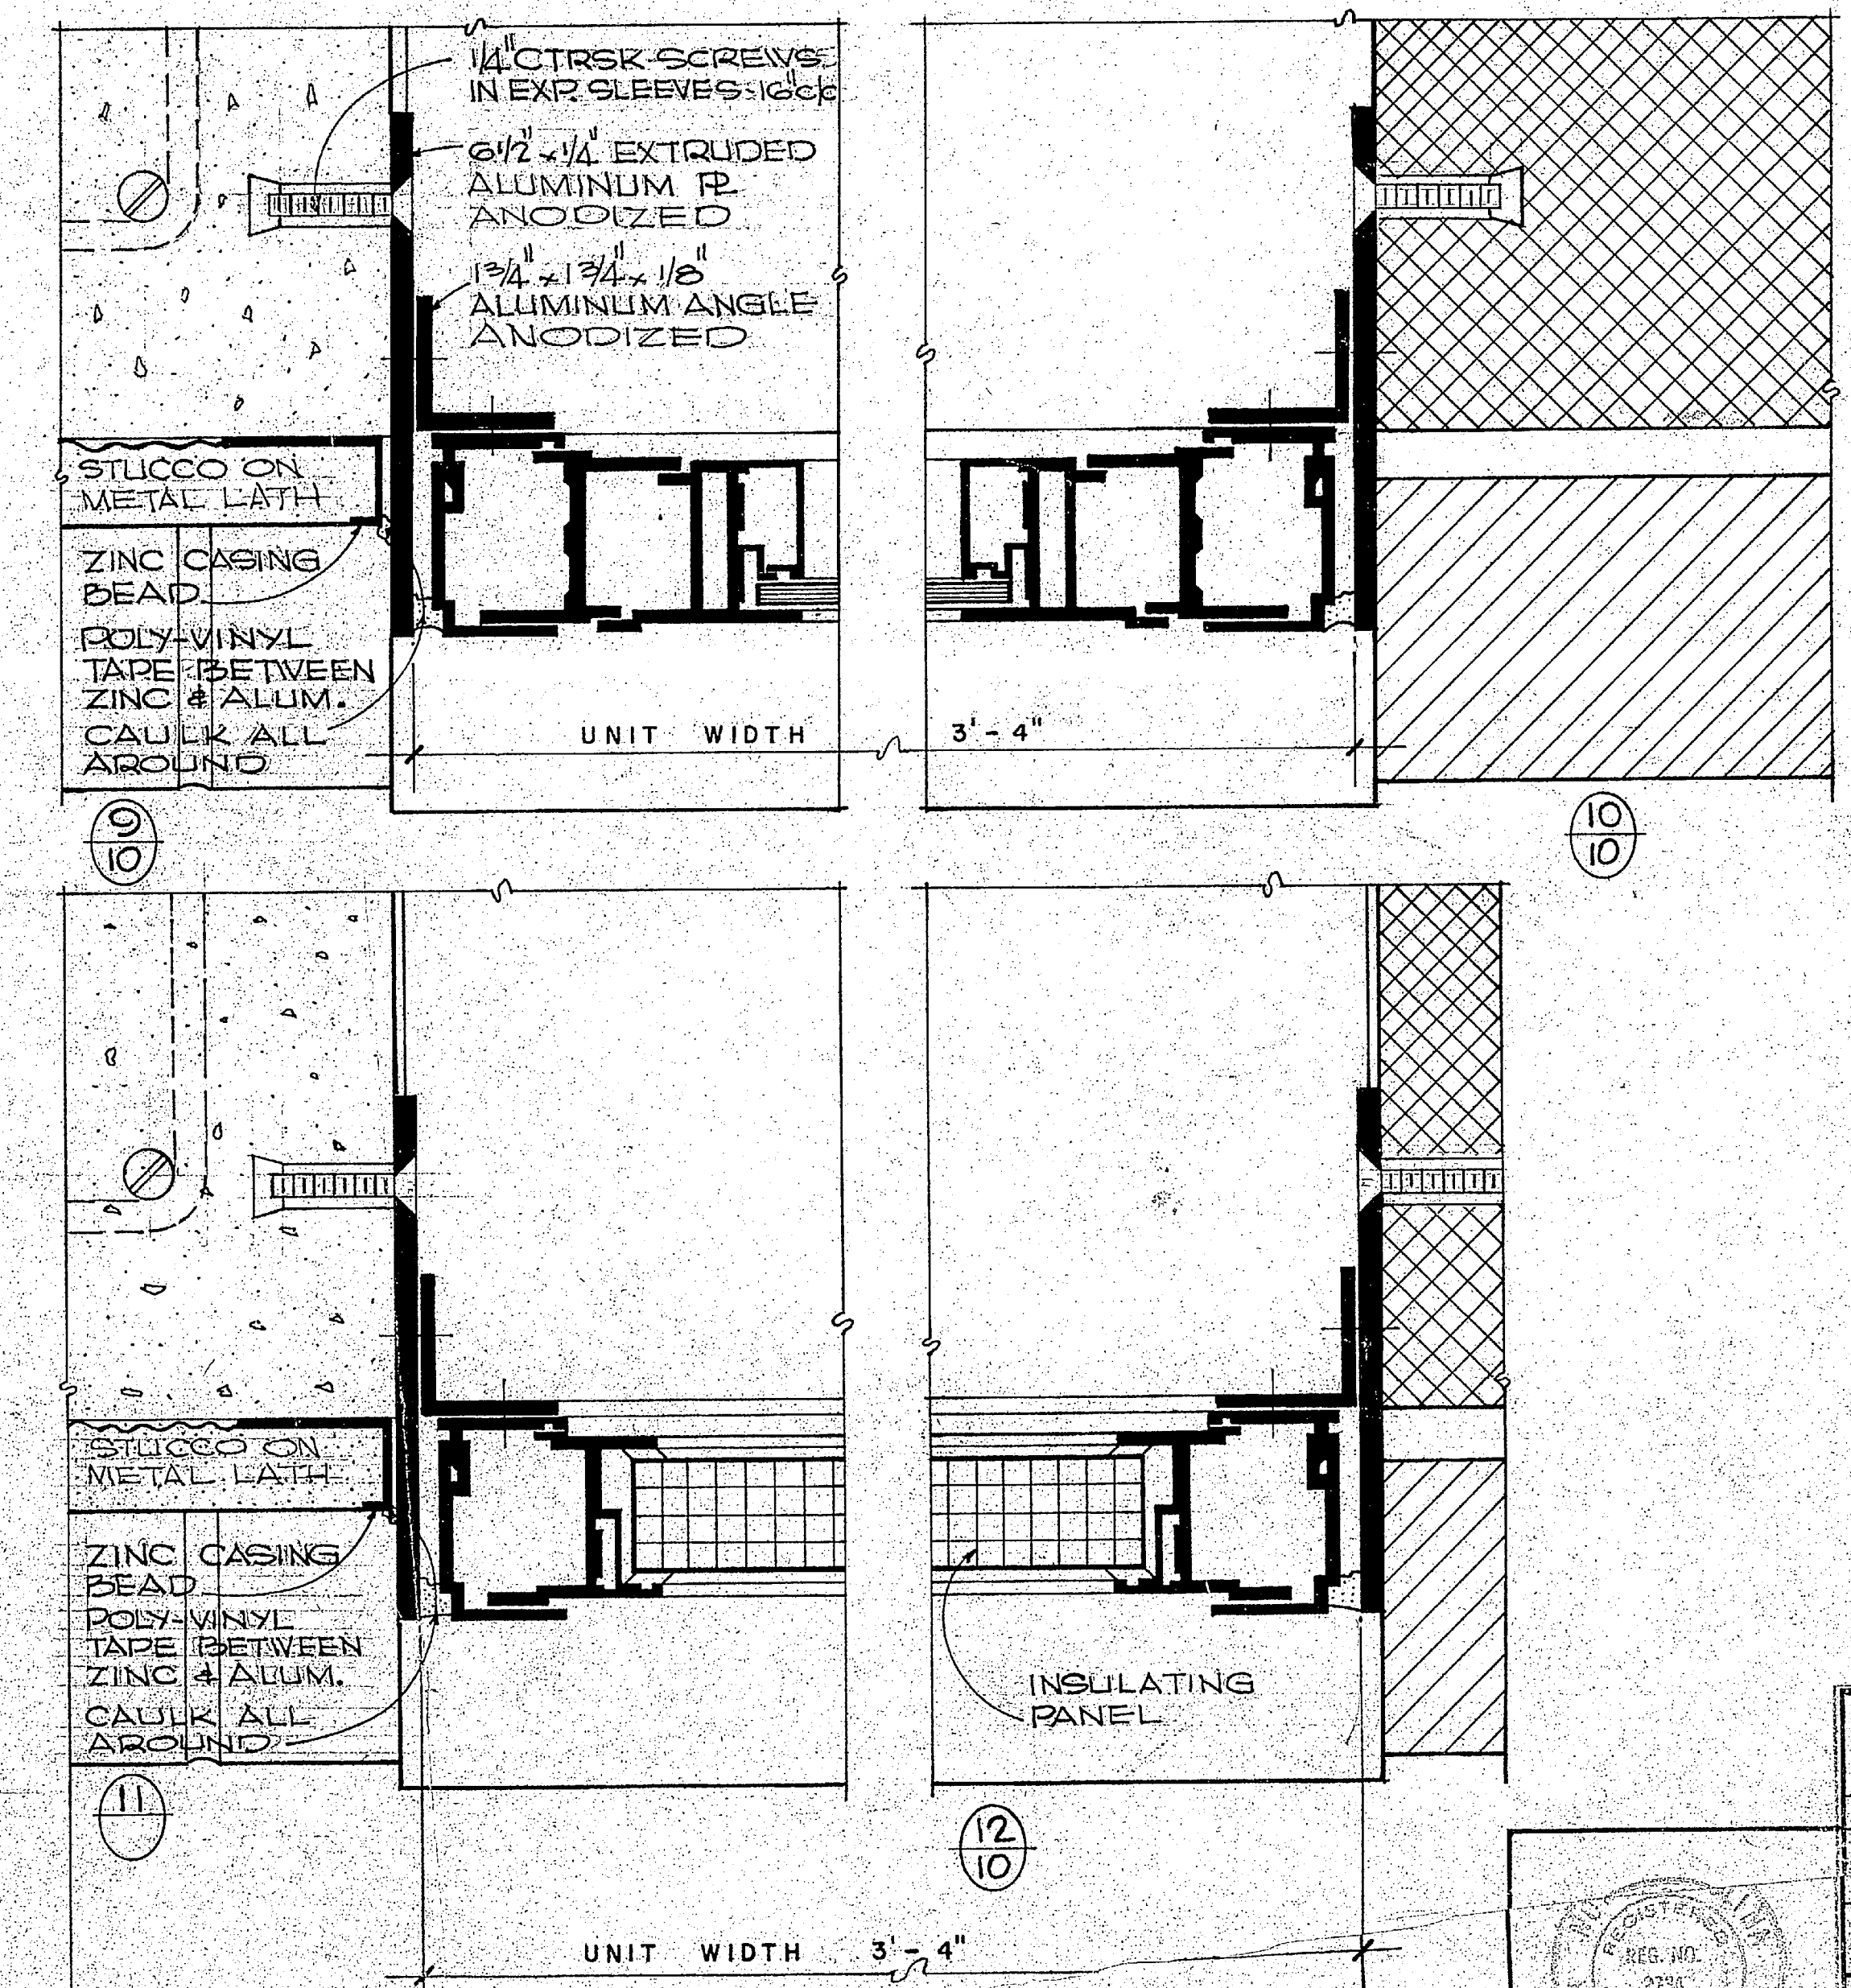 1/4" CTRSK SCREWS
IN EXP. SLEEVES-16"c/c
6 1/2" x 1/4" EXTRUDED
ALUMINUM PL
ANODIZED
1 3/4" x 1 3/4" x 1/8"
ALUMINUM ANGLE
ANODIZED
STUCCO ON
METAL LATH
ZINC CASING
BEAD
POLY-VINYL
TAPE BETWEEN
ZINC & ALUM.
CAULK ALL
AROUND
UNIT WIDTH 3'-4"
9
10
10
10
STUCCO ON
METAL LATH
ZINC CASING
BEAD
POLY-VINYL
TAPE BETWEEN
ZINC & ALUM.
CAULK ALL
AROUND
INSULATING
PANEL
11
12
10
UNIT WIDTH 3'-4"
REGISTERED
REG. NO.